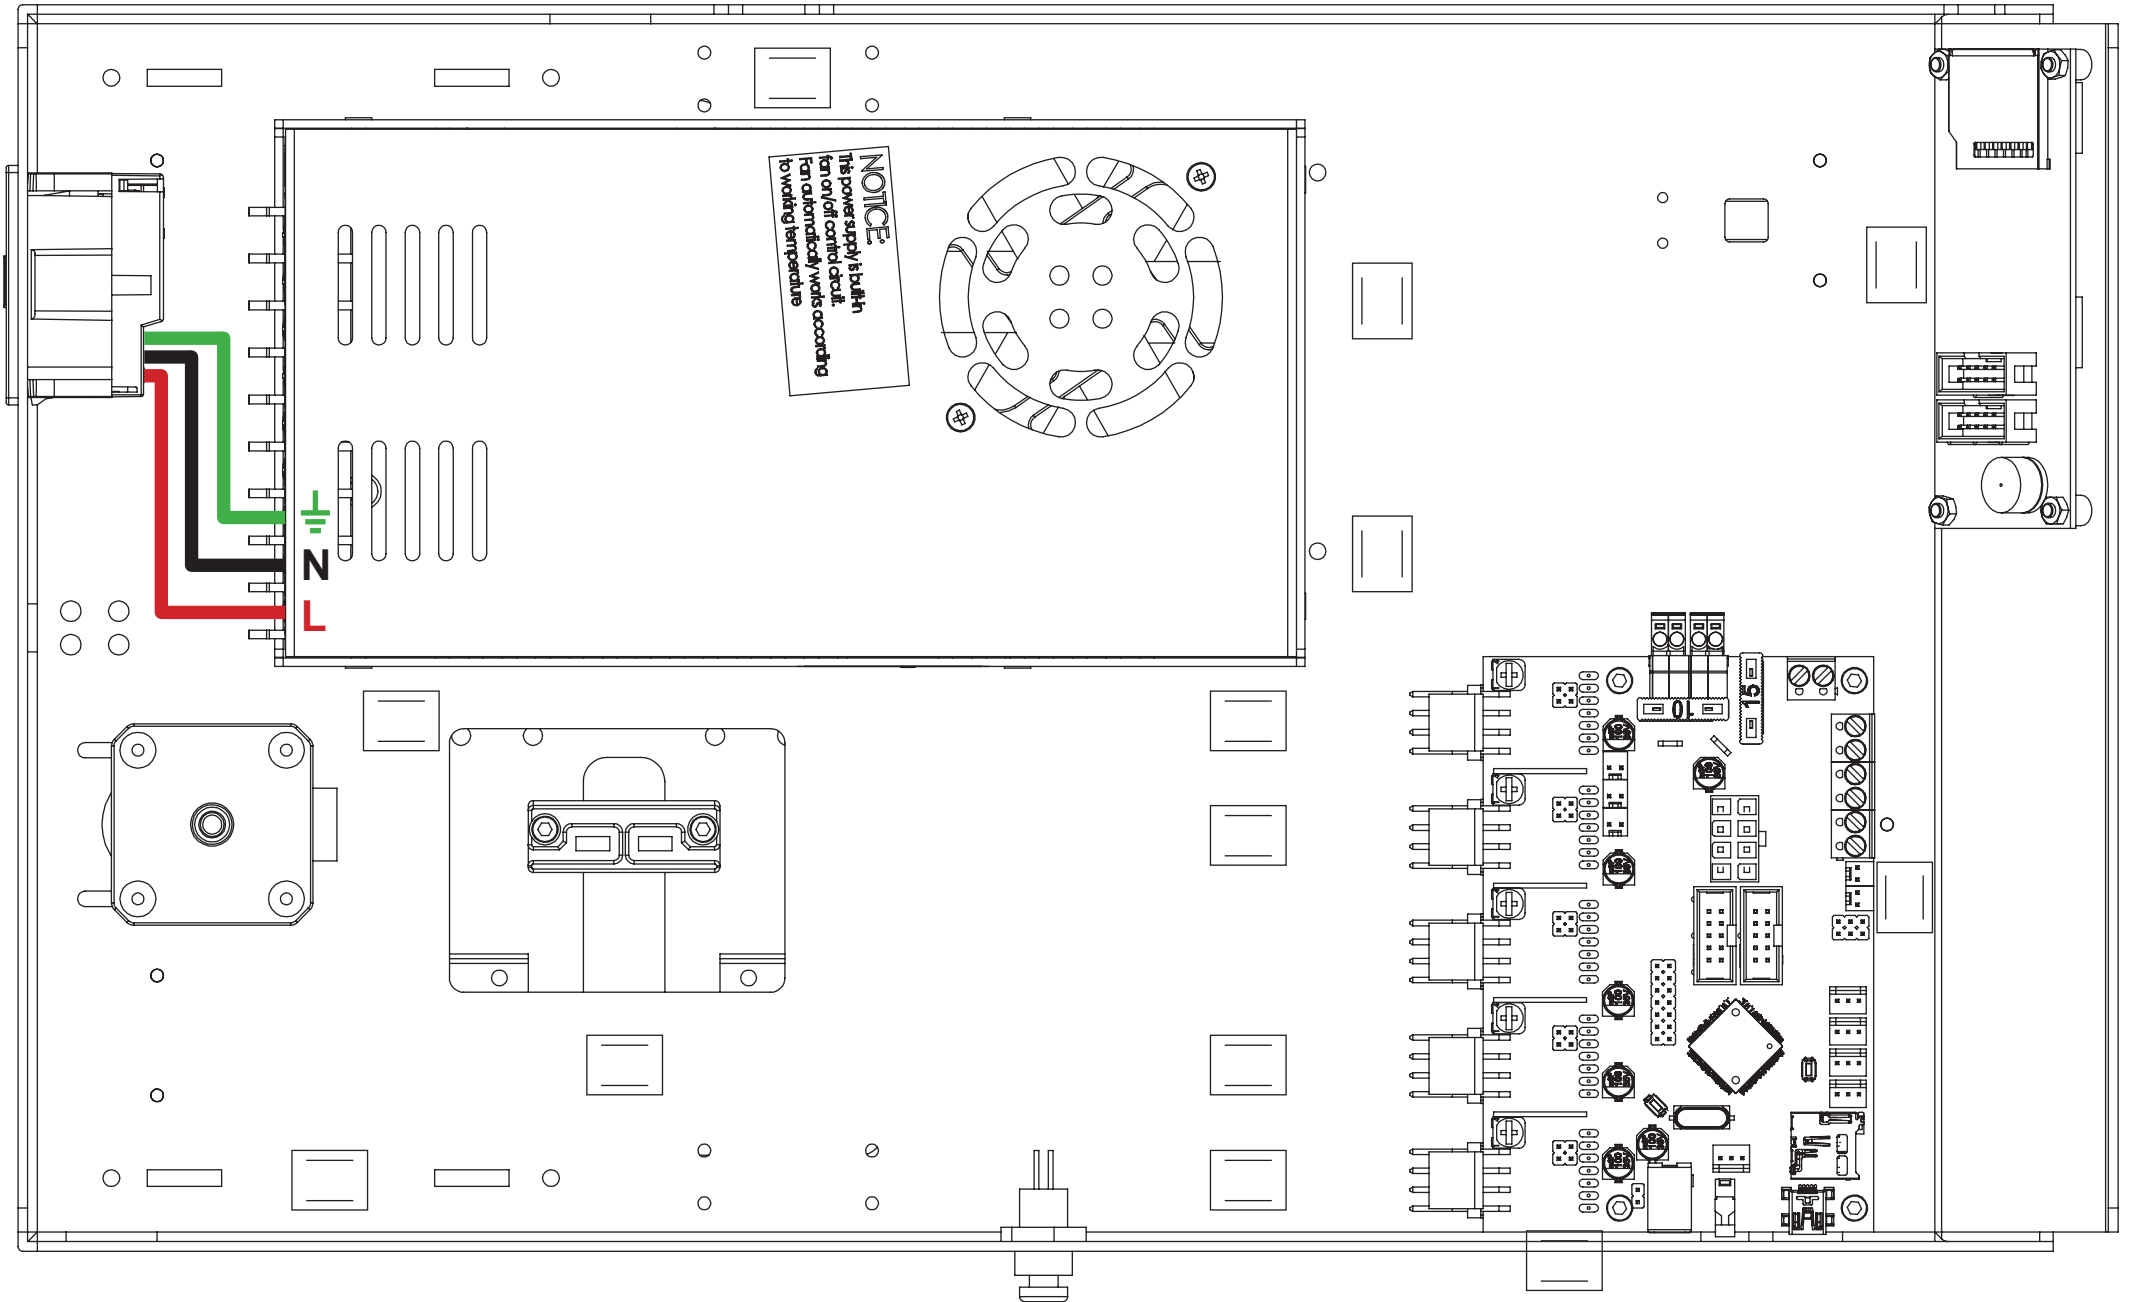 NOTICE:
This power supply is built-in
fan on/off control circuit.
Fan automatically works according
to working temperature
N
L
10
15